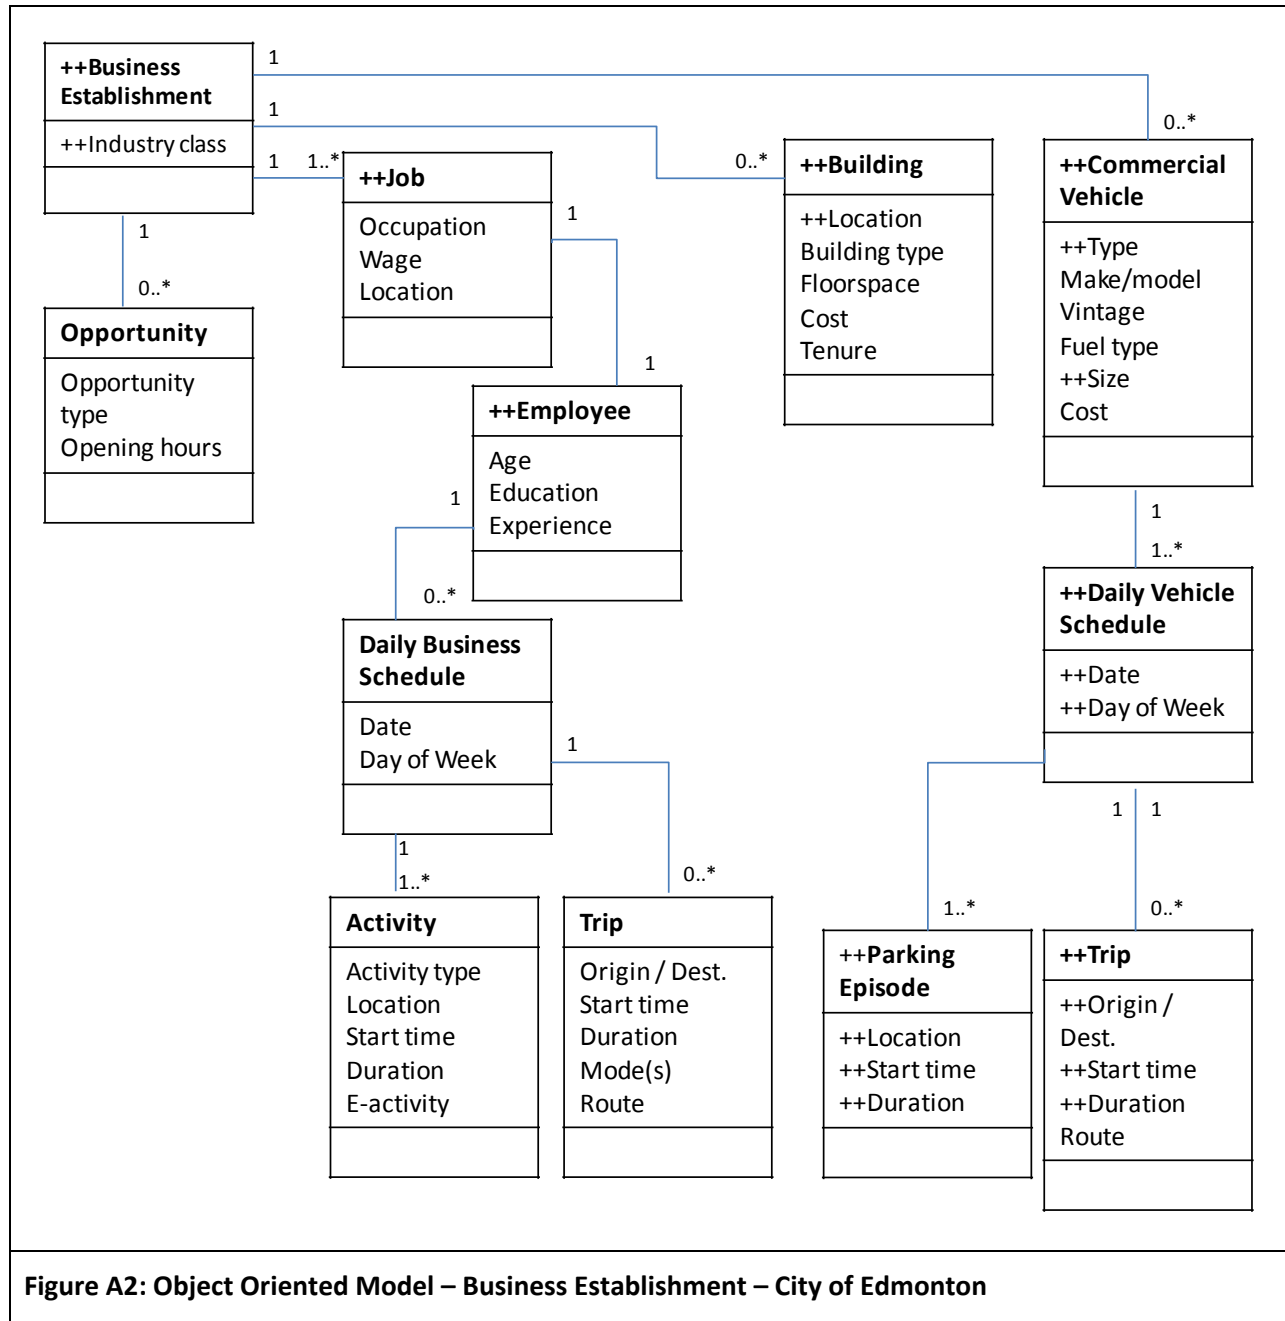 ++Business
Establishment
++Industry class
1
1
1
1..*
0..*
0..*
1
0..*
++Job
Occupation
Wage
Location
1
1
++Building
++Location
Building type
Floorspace
Cost
Tenure
++Commercial
Vehicle
++Type
Make/model
Vintage
Fuel type
++Size
Cost
Opportunity
Opportunity
type
Opening hours
++Employee
Age
Education
Experience
1
0..*
1
1..*
Daily Business
Schedule
Date
Day of Week
1
0..*
1
1..*
++Daily Vehicle
Schedule
++Date
++Day of Week
1
1
1..*
0..*
Activity
Activity type
Location
Start time
Duration
E-activity
Trip
Origin / Dest.
Start time
Duration
Mode(s)
Route
++Parking
Episode
++Location
++Start time
++Duration
++Trip
++Origin /
Dest.
++Start time
++Duration
Route
Figure A2: Object Oriented Model – Business Establishment – City of Edmonton